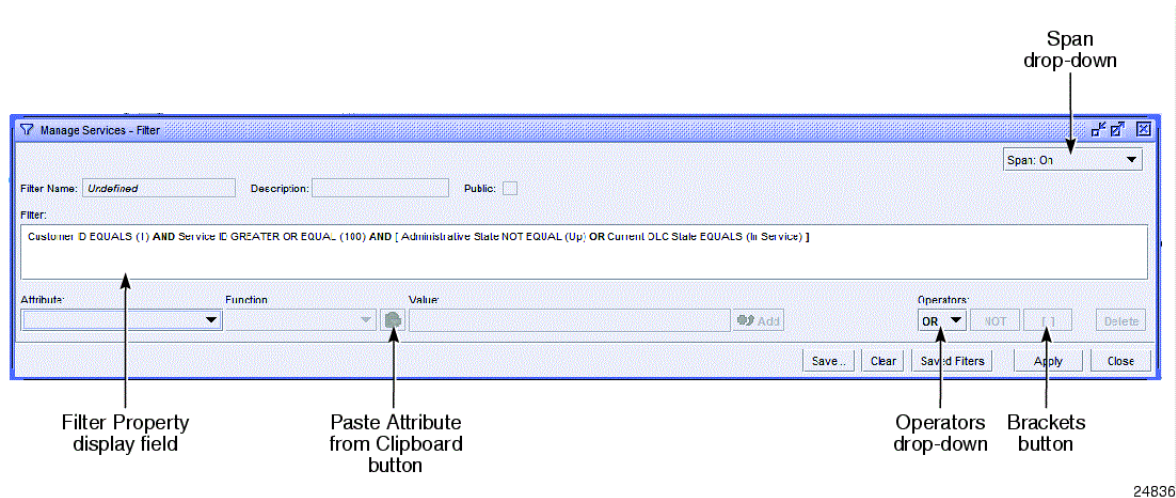 Span
drop-down
Manage Services - Filter
Span: On
Filter Name: Undefined Description: Public:
Filter:
Customer ID EQUALS (1) AND Service ID GREATER OR EQUAL (100) AND [ Administrative State NOT EQUAL (Up) OR Current OLC State EQUALS (In Service) ]
Attribute: Function Value: Operators:
Add OR NOT [ ] Delete
Save... Clear Saved Filters Apply Close
Filter Property
display field
Paste Attribute
from Clipboard
button
Operators
drop-down
Brackets
button
24836